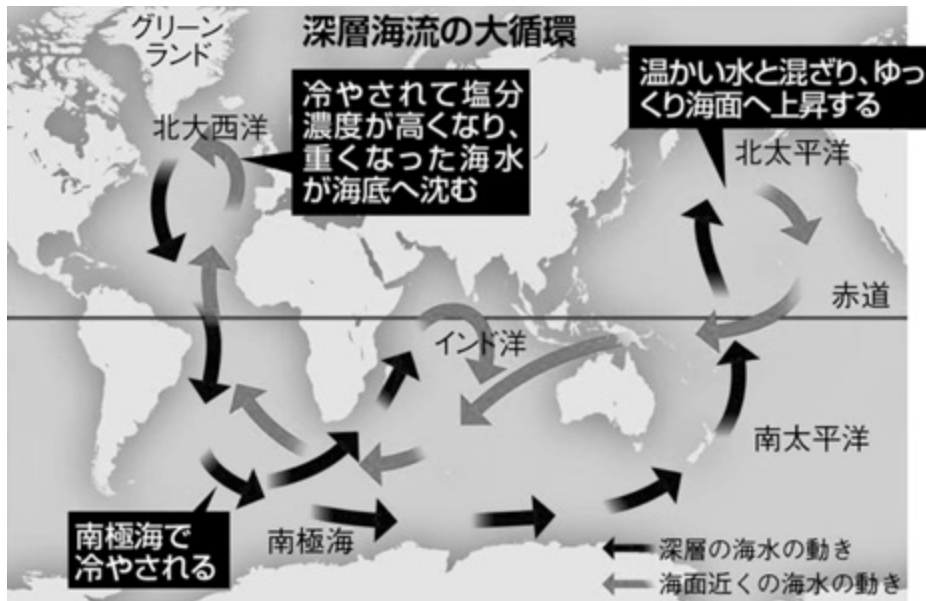 深層海流の大循環
グリーン
ランド
北大西洋
冷やされて塩分
濃度が高くなり、
重くなった海水
が海底へ沈む
温かい水と混ざり、ゆっ
くり海面へ上昇する
北太平洋
赤道
インド洋
南太平洋
南極海で
冷やされる
南極海
深層の海水の動き
海面近くの海水の動き